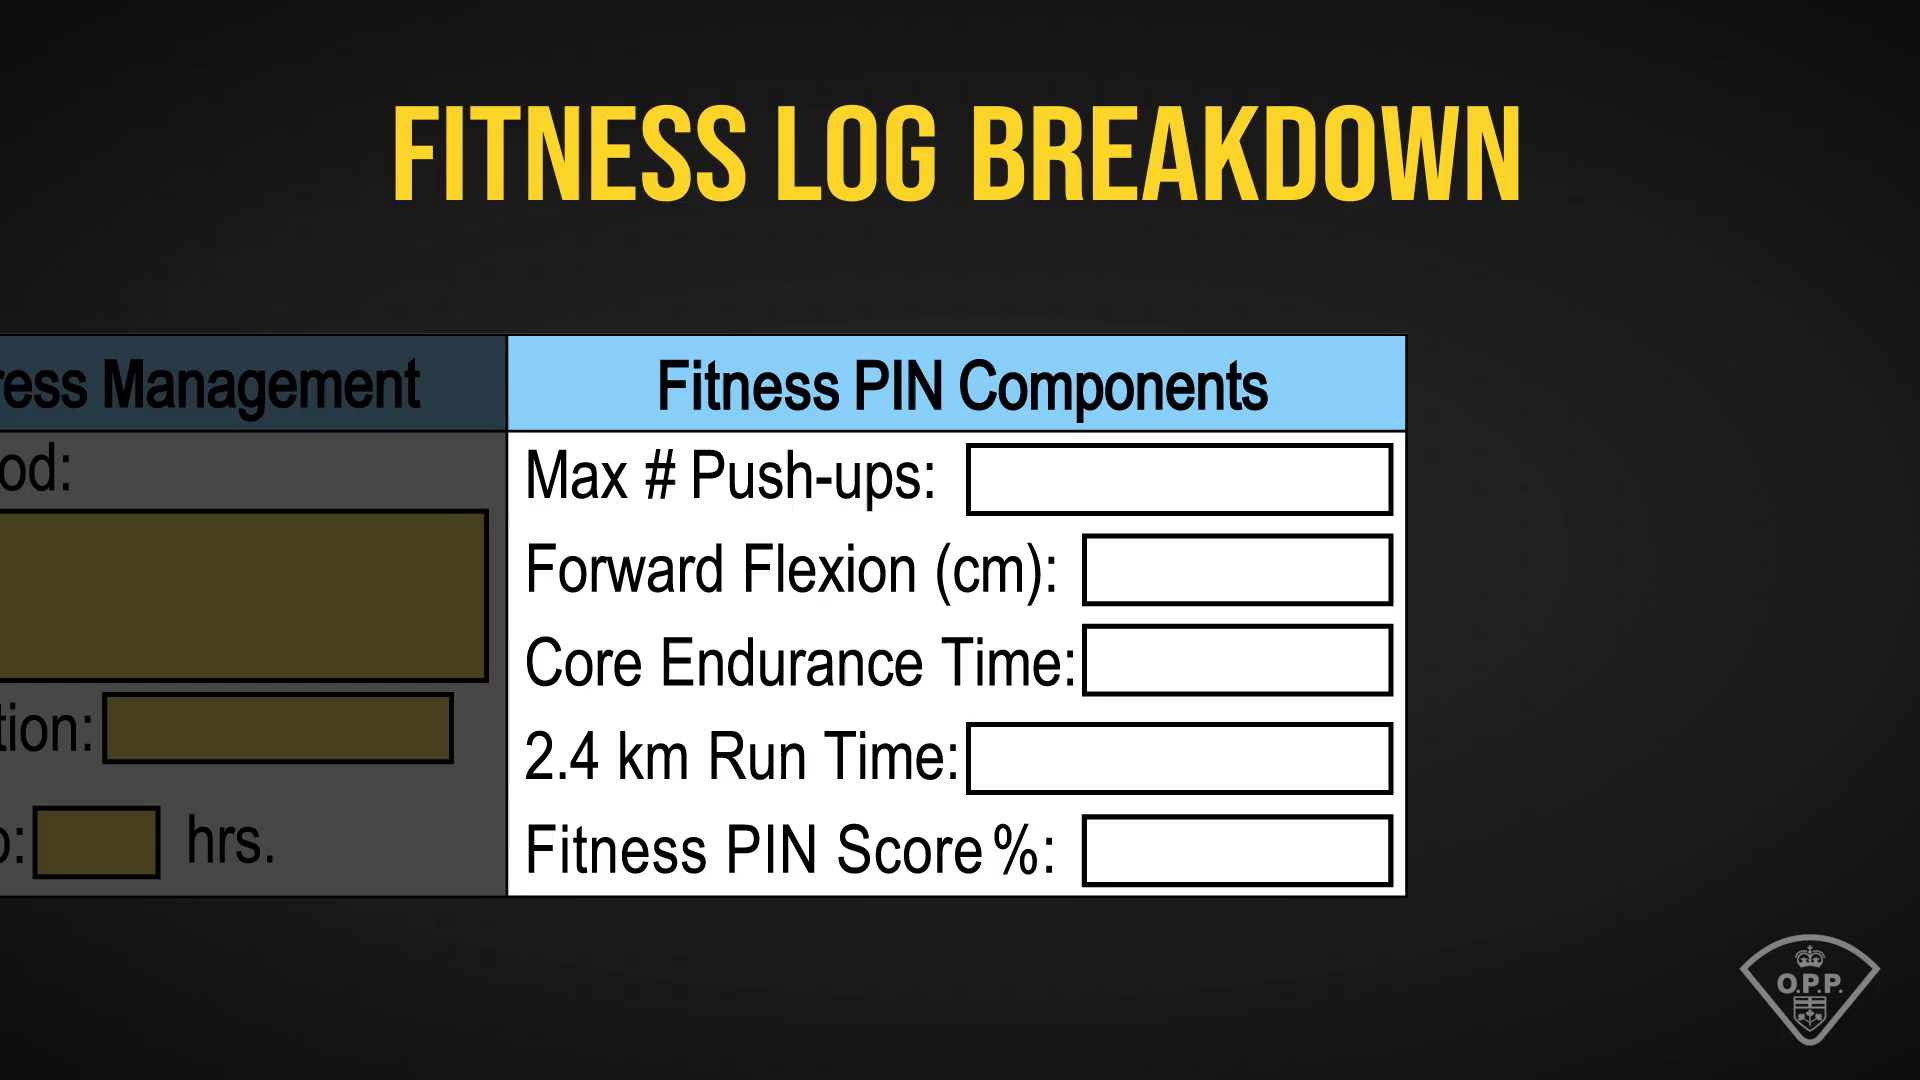 FITNESS LOG BREAKDOWN
ress Management
od:
tion:
hrs.
Fitness PIN Components
Max # Push-ups:
Forward Flexion (cm):
Core Endurance Time:
2.4 km Run Time:
Fitness PIN Score %:
O.P.P.